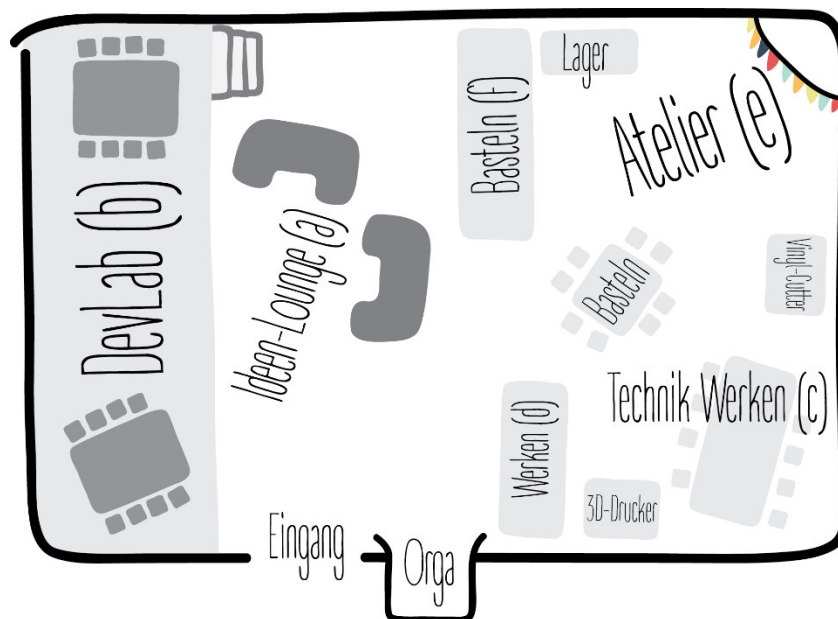 Lager
Basteln (f)
Atelier (e)
DevLab (b)
Ideen-Lounge (a)
Basteln
Vinyl-Cutter
Technik Werken (c)
Werken (d)
3D-Drucker
Eingang
Orga